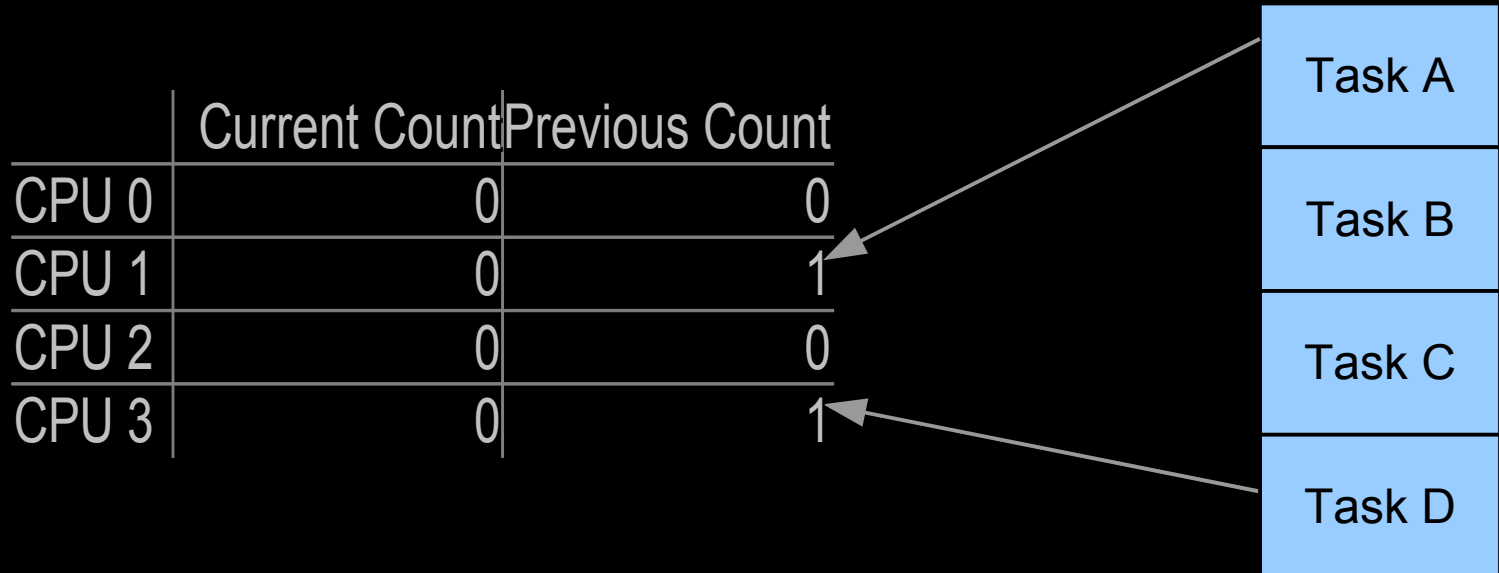 Current Count Previous Count
CPU 0 0 0
CPU 1 0 1
CPU 2 0 0
CPU 3 0 1
Task A
Task B
Task C
Task D